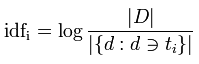 idf_i = log |D| / |{d : d ∋ t_i}|